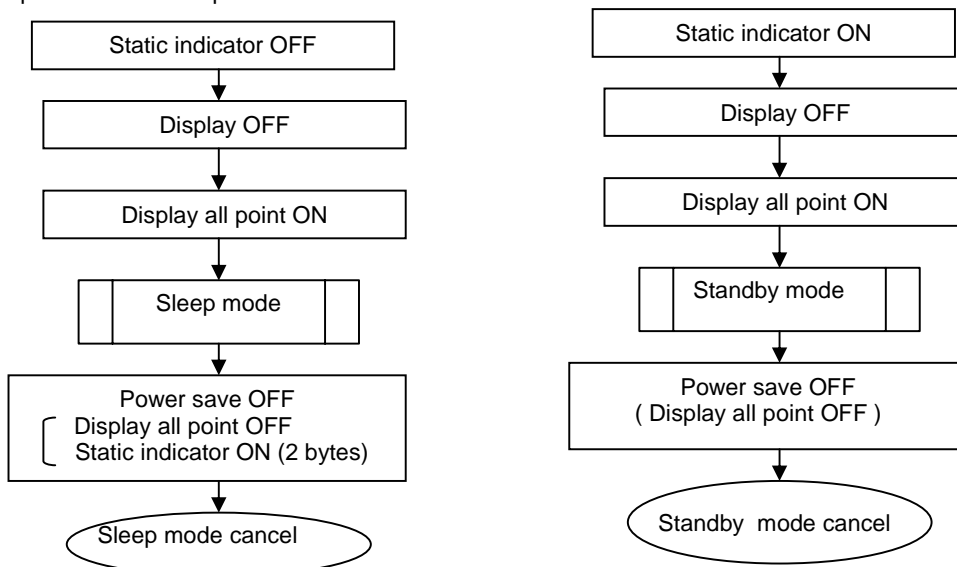 Static indicator OFF
Display OFF
Display all point ON
Sleep mode
Power save OFF
Display all point OFF
Static indicator ON (2 bytes)
Sleep mode cancel
Static indicator ON
Display OFF
Display all point ON
Standby mode
Power save OFF
( Display all point OFF )
Standby mode cancel